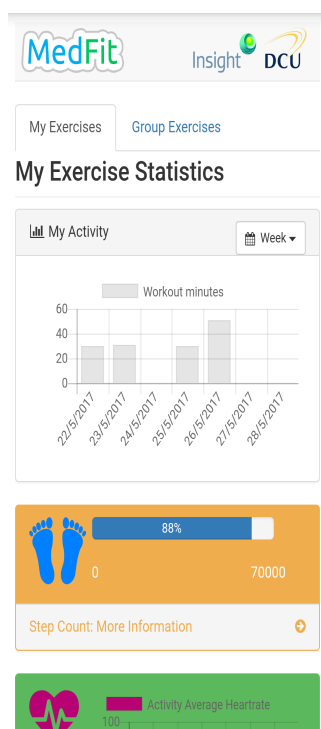 MedFit
Insight DCU
My Exercises Group Exercises
My Exercise Statistics
My Activity Week
Workout minutes
60
40
20
0
22/5/2017 23/5/2017 24/5/2017 25/5/2017 26/5/2017 27/5/2017 28/5/2017
88%
0 70000
Step Count: More Information
Activity Average Heartrate
100